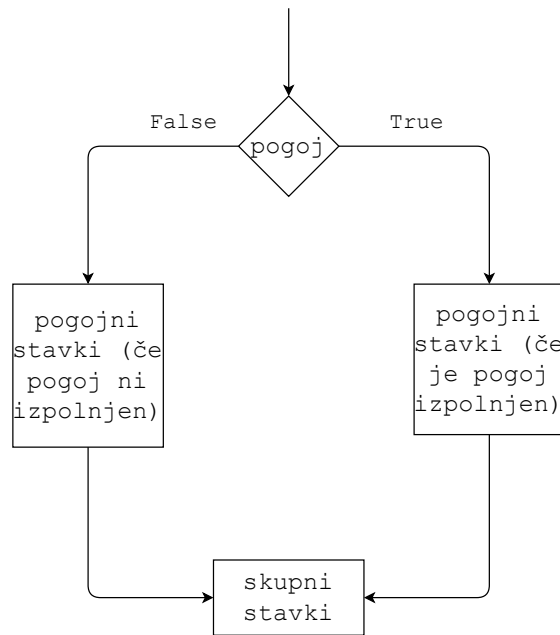 False
True
pogoj
pogojni
stavki (če
pogoj ni
izpolnjen)
pogojni
stavki (če
je pogoj
izpolnjen)
skupni
stavki